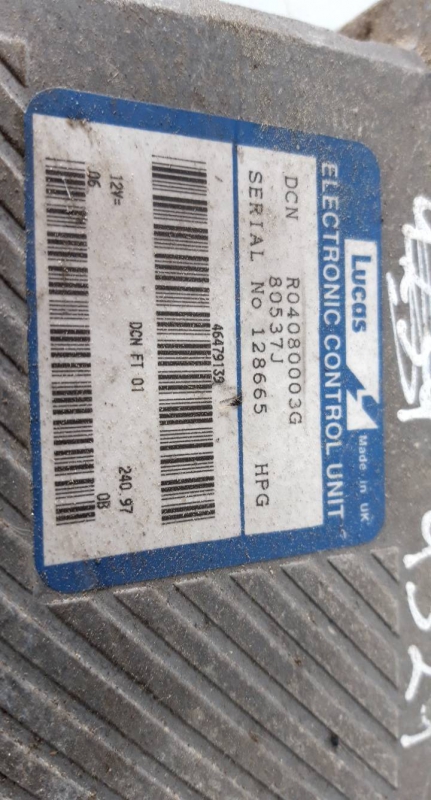 Lucas
Made in UK
ELECTRONIC CONTROL UNIT
DCN R04080003G
80537J
SERIAL No 128665 HPG
46479139
12V=
DCN FT 01
240.97
06
0B